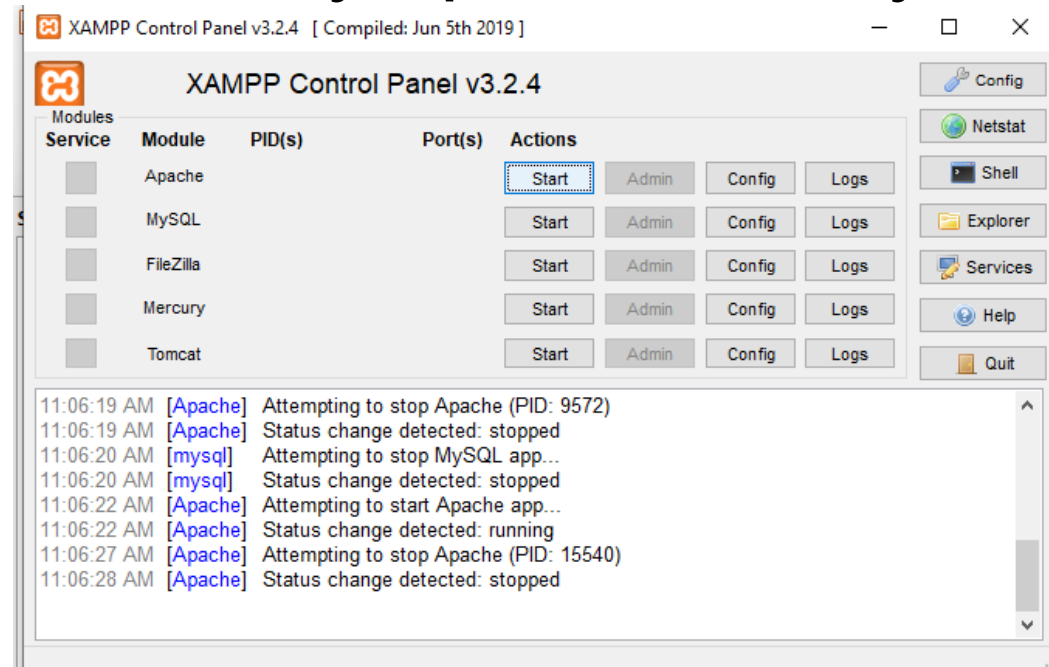 XAMPP Control Panel v3.2.4 [ Compiled: Jun 5th 2019 ]
XAMPP Control Panel v3.2.4
Config
Modules
Netstat
Service Module PID(s) Port(s) Actions
Apache Start Admin Config Logs
Shell
MySQL Start Admin Config Logs
Explorer
FileZilla Start Admin Config Logs
Services
Mercury Start Admin Config Logs
Help
Tomcat Start Admin Config Logs
Quit
11:06:19 AM [Apache] Attempting to stop Apache (PID: 9572)
11:06:19 AM [Apache] Status change detected: stopped
11:06:20 AM [mysql] Attempting to stop MySQL app...
11:06:20 AM [mysql] Status change detected: stopped
11:06:22 AM [Apache] Attempting to start Apache app...
11:06:22 AM [Apache] Status change detected: running
11:06:27 AM [Apache] Attempting to stop Apache (PID: 15540)
11:06:28 AM [Apache] Status change detected: stopped